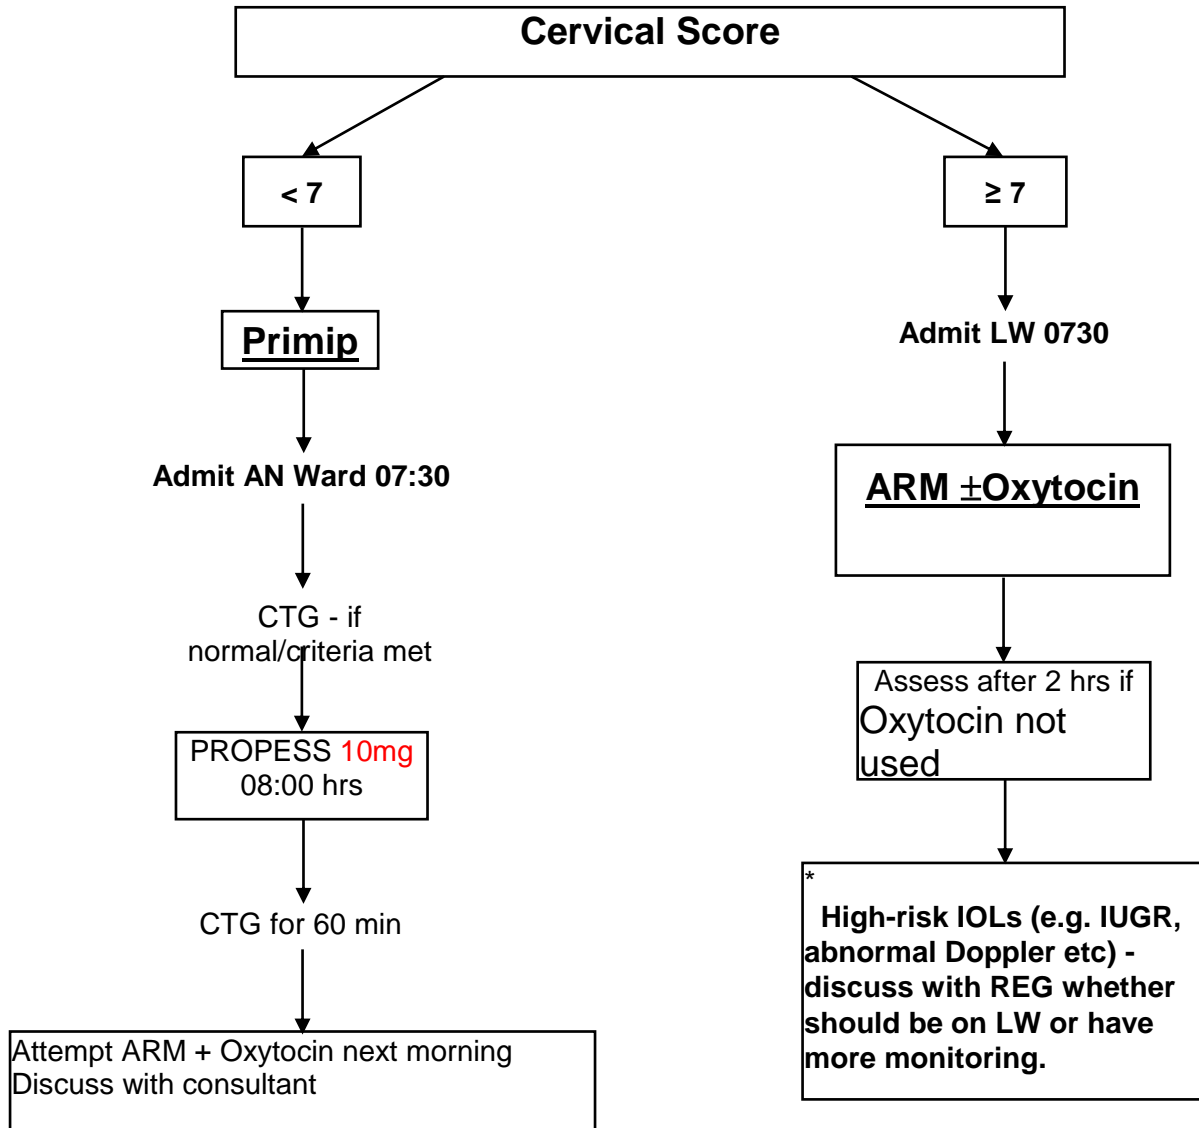 Cervical Score
< 7
≥ 7
Primip
Admit LW 0730
Admit AN Ward 07:30
ARM ±Oxytocin
CTG - if
normal/criteria met
Assess after 2 hrs if
Oxytocin not
used
PROPESS 10mg
08:00 hrs
CTG for 60 min
*
High-risk IOLs (e.g. IUGR,
abnormal Doppler etc) -
discuss with REG whether
should be on LW or have
more monitoring.
Attempt ARM + Oxytocin next morning
Discuss with consultant